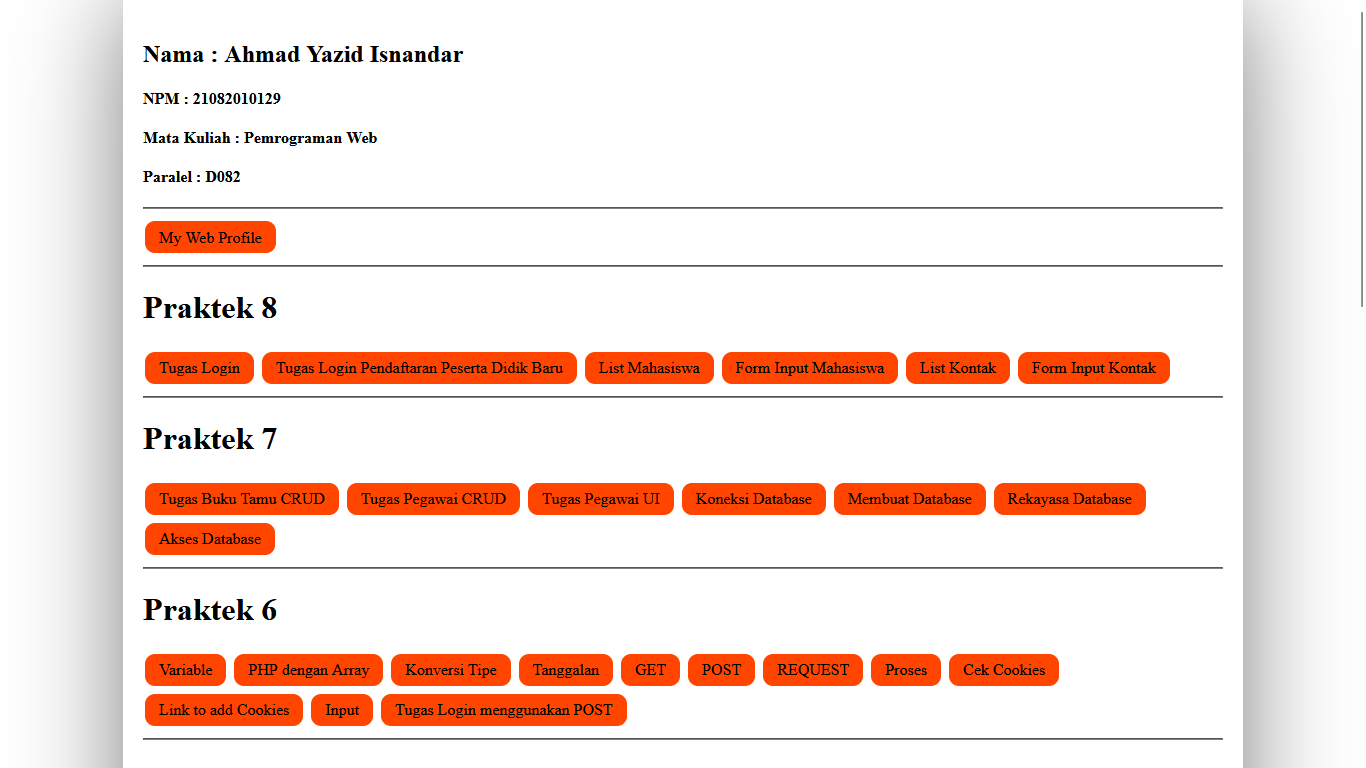 Nama : Ahmad Yazid Isnandar
NPM : 21082010129
Mata Kuliah : Pemrograman Web
Paralel : D082
My Web Profile
Praktek 8
Tugas Login Tugas Login Pendaftaran Peserta Didik Baru List Mahasiswa Form Input Mahasiswa List Kontak Form Input Kontak
Praktek 7
Tugas Buku Tamu CRUD Tugas Pegawai CRUD Tugas Pegawai UI Koneksi Database Membuat Database Rekayasa Database
Akses Database
Praktek 6
Variable PHP dengan Array Konversi Tipe Tanggalan GET POST REQUEST Proses Cek Cookies
Link to add Cookies Input Tugas Login menggunakan POST